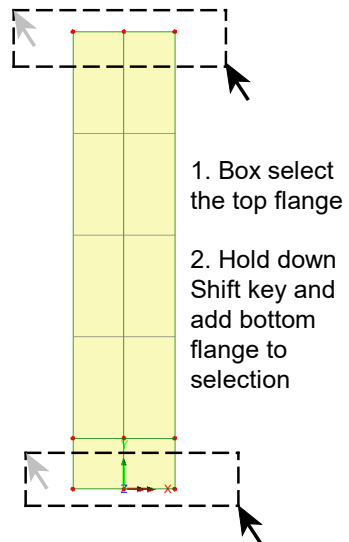 1. Box select
the top flange
2. Hold down
Shift key and
add bottom
flange to
selection
Y
Z
X